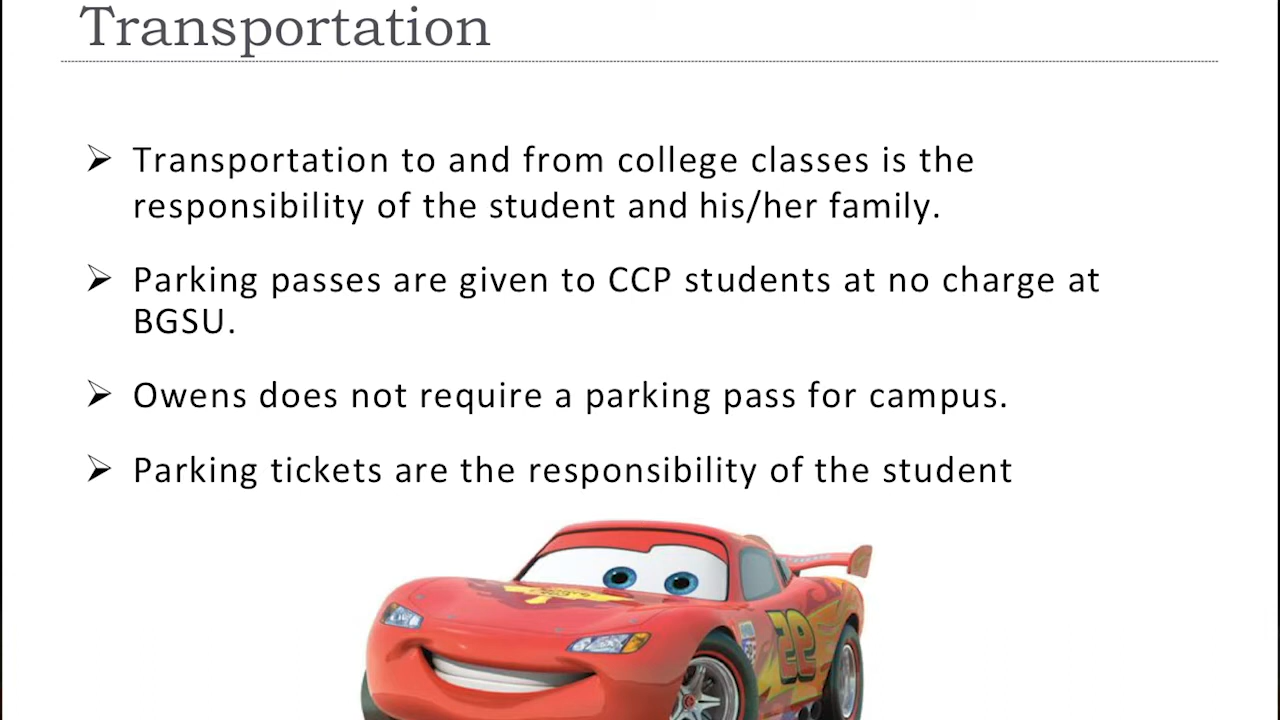 Transportation
➢ Transportation to and from college classes is the
responsibility of the student and his/her family.
➢ Parking passes are given to CCP students at no charge at
BGSU.
➢ Owens does not require a parking pass for campus.
➢ Parking tickets are the responsibility of the student